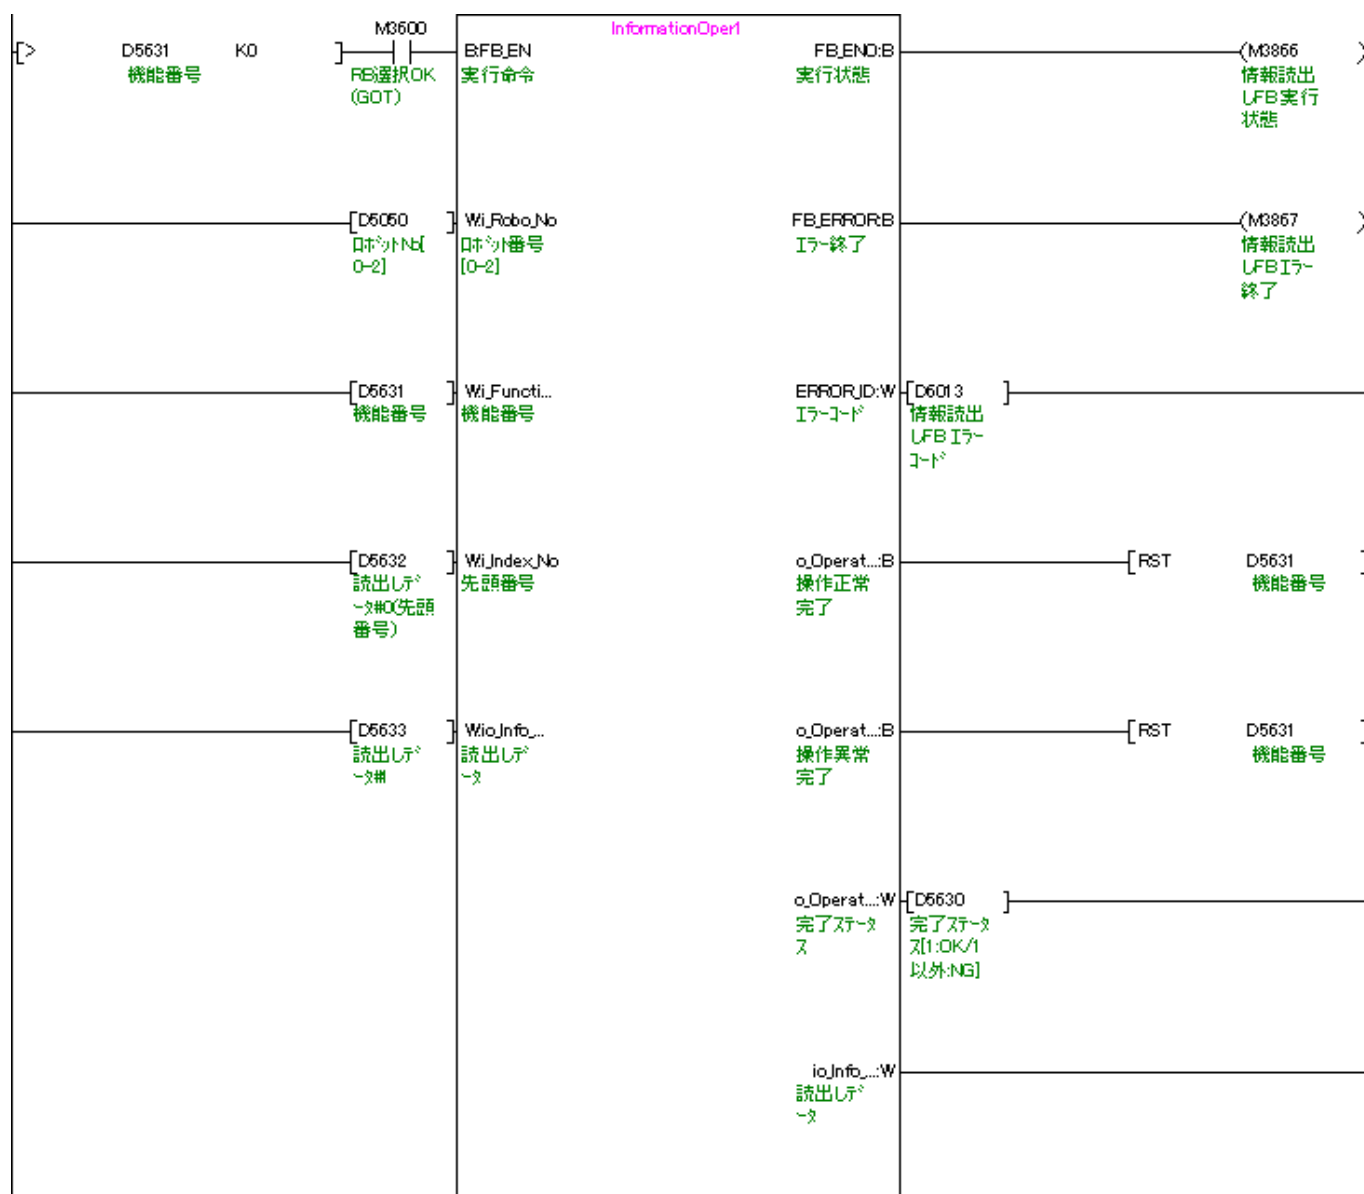 InformationOper1
[> D5631 K0 ]
機能番号
M3600
RB選択OK
(GOT)
B:FB_EN
実行命令
FB_ENO:B
実行状態
(M3866 )
情報読出
しFB実行
状態
[D5050 ]
ロボットNo[
0-2]
W:i_Robo_No
ロボット番号
[0-2]
FB_ERROR:B
エラー終了
(M3867 )
情報読出
しFBエラー
終了
[D5631 ]
機能番号
W:i_Functi...
機能番号
ERROR_ID:W
エラーコード
[D6013 ]
情報読出
しFBエラー
コード
[D5632 ]
読出しデ
ータ#0(先頭
番号)
W:i_Index_No
先頭番号
o_Operat...:B
操作正常
完了
[RST D5631 ]
機能番号
[D5633 ]
読出しデ
ータ#1
W:io_Info_...
読出しデ
ータ
o_Operat...:B
操作異常
完了
[RST D5631 ]
機能番号
o_Operat...:W
完了ステータ
ス
[D5630 ]
完了ステータ
ス[1:OK/1
以外:NG]
io_Info_...:W
読出しデ
ータ